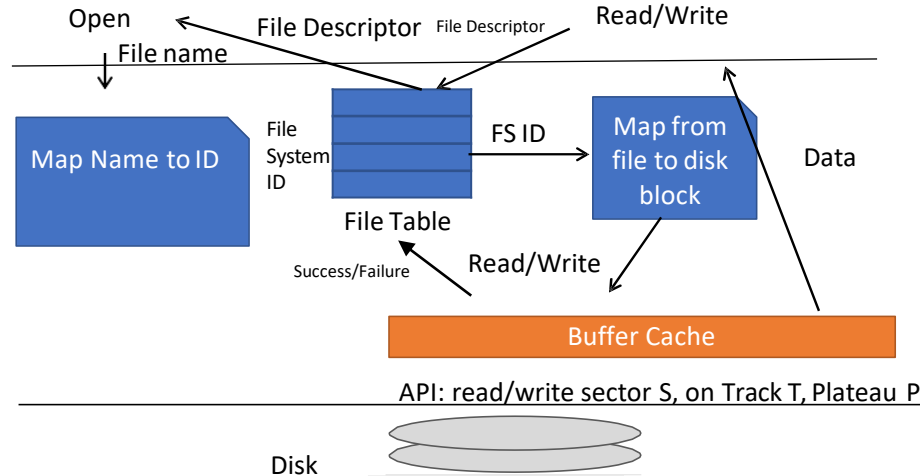 Open
File Descriptor
File Descriptor
Read/Write
File name
Map Name to ID
File
System
ID
FS ID
Map from
file to disk
block
Data
File Table
Success/Failure
Read/Write
Buffer Cache
API: read/write sector S, on Track T, Plateau P
Disk